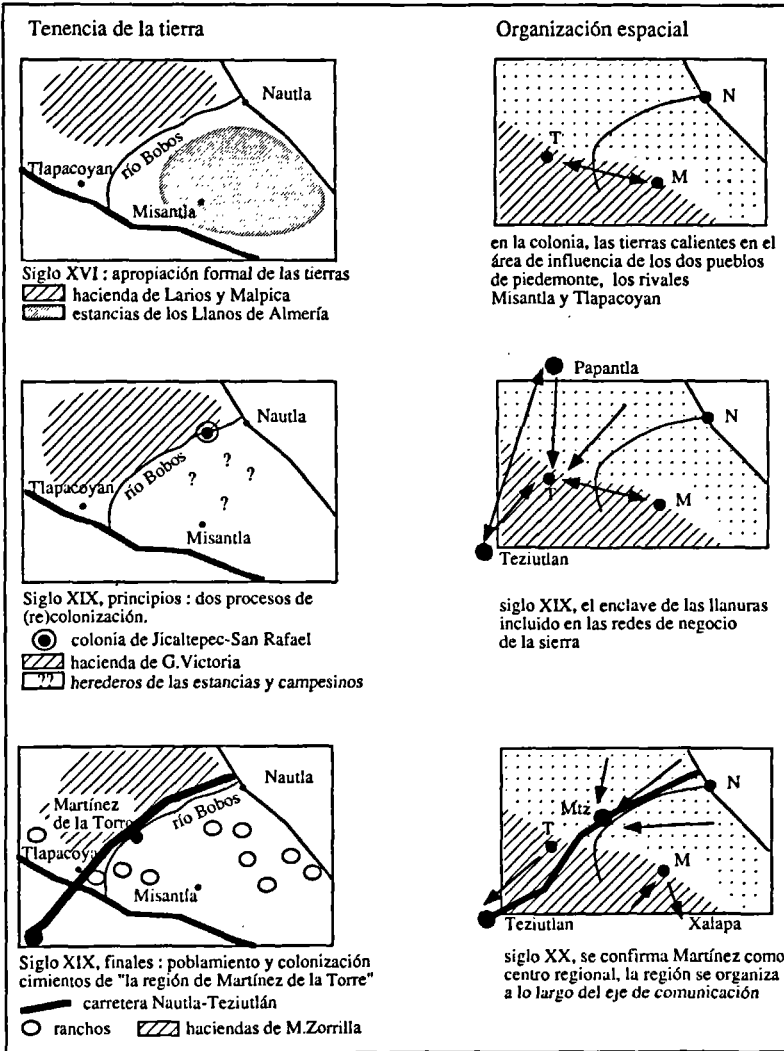 Tenencia de la tierra
Nautla
río Bobos
Tlapacoyan
Misantla
Siglo XVI : apropiación formal de las tierras
hacienda de Larios y Malpica
estancias de los Llanos de Almería
Organización espacial
N
T
M
en la colonia, las tierras calientes en el
área de influencia de los dos pueblos
de piedemonte, los rivales
Misantla y Tlapacoyan
Nautla
río Bobos
Tlapacoyan
? ? ? ?
Misantla
Siglo XIX, principios : dos procesos de
(re)colonización.
colonia de Jicaltepec-San Rafael
hacienda de G.Victoria
?? herederos de las estancias y campesinos
Papantla
N
T
M
Teziutlan
siglo XIX, el enclave de las llanuras
incluido en las redes de negocio
de la sierra
Nautla
Martínez
de la Torre
río Bobos
Tlapacoya
Misantla
Siglo XIX, finales : poblamiento y colonización
cimientos de "la región de Martínez de la Torre"
carretera Nautla-Teziutlán
ranchos
haciendas de M.Zorrilla
N
Mtz
T
M
Teziutlan
Xalapa
siglo XX, se confirma Martínez como
centro regional, la región se organiza
a lo largo del eje de comunicación